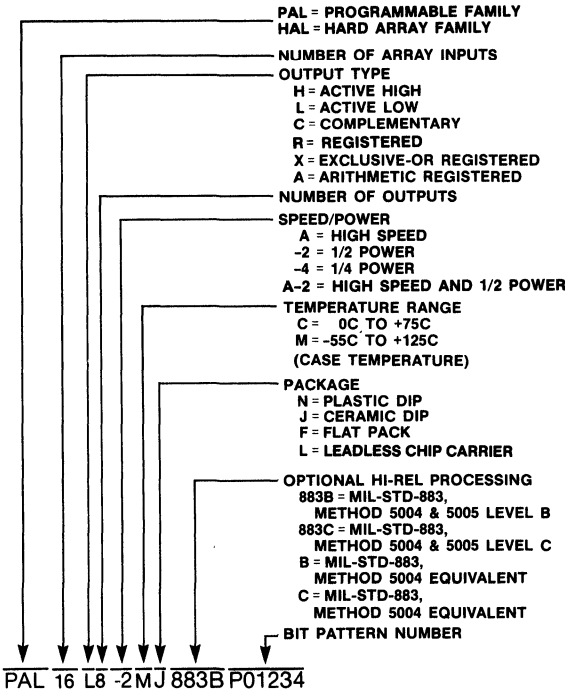 PAL = PROGRAMMABLE FAMILY
HAL = HARD ARRAY FAMILY
NUMBER OF ARRAY INPUTS
OUTPUT TYPE
H = ACTIVE HIGH
L = ACTIVE LOW
C = COMPLEMENTARY
R = REGISTERED
X = EXCLUSIVE-OR REGISTERED
A = ARITHMETIC REGISTERED
NUMBER OF OUTPUTS
SPEED/POWER
A = HIGH SPEED
-2 = 1/2 POWER
-4 = 1/4 POWER
A-2 = HIGH SPEED AND 1/2 POWER
TEMPERATURE RANGE
C = 0C TO +75C
M = -55C TO +125C
(CASE TEMPERATURE)
PACKAGE
N = PLASTIC DIP
J = CERAMIC DIP
F = FLAT PACK
L = LEADLESS CHIP CARRIER
OPTIONAL HI-REL PROCESSING
883B = MIL-STD-883,
METHOD 5004 & 5005 LEVEL B
883C = MIL-STD-883,
METHOD 5004 & 5005 LEVEL C
B = MIL-STD-883,
METHOD 5004 EQUIVALENT
C = MIL-STD-883,
METHOD 5004 EQUIVALENT
BIT PATTERN NUMBER
PAL 16 L8 -2 M J 883B P01234